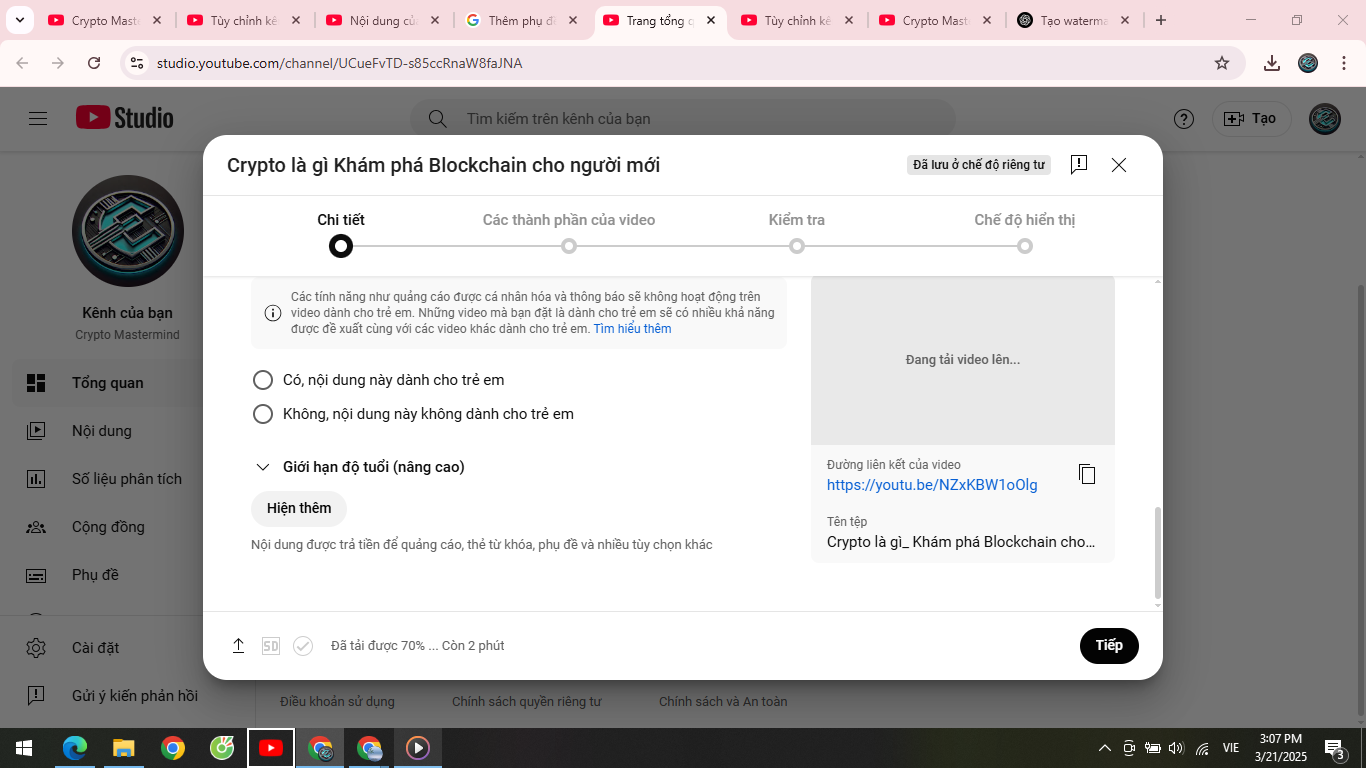 Crypto Mast
Tùy chỉnh kê
Nội dung củ
Thêm phụ đề
Trang tổng q
Tùy chỉnh kê
Crypto Mast
Tạo waterma
studio.youtube.com/channel/UCueFvTD-s85ccRnaW8faJNA
Studio
Tìm kiếm trên kênh của bạn
Tạo
Kênh của bạn
Crypto Mastermind
Tổng quan
Nội dung
Số liệu phân tích
Cộng đồng
Phụ đề
Cài đặt
Gửi ý kiến phản hồi
Crypto là gì Khám phá Blockchain cho người mới
Đã lưu ở chế độ riêng tư
Chi tiết
Các thành phần của video
Kiểm tra
Chế độ hiển thị
Các tính năng như quảng cáo được cá nhân hóa và thông báo sẽ không hoạt động trên
video dành cho trẻ em. Những video mà bạn đặt là dành cho trẻ em sẽ có nhiều khả năng
được đề xuất cùng với các video khác dành cho trẻ em. Tìm hiểu thêm
Có, nội dung này dành cho trẻ em
Không, nội dung này không dành cho trẻ em
Giới hạn độ tuổi (nâng cao)
Hiện thêm
Nội dung được trả tiền để quảng cáo, thẻ từ khóa, phụ đề và nhiều tùy chọn khác
Đang tải video lên...
Đường liên kết của video
https://youtu.be/NZxKBW1oOlg
Tên tệp
Crypto là gì_ Khám phá Blockchain cho...
SD
Đã tải được 70% ... Còn 2 phút
Tiếp
Điều khoản sử dụng
Chính sách quyền riêng tư
Chính sách và An toàn
VIE
3:07 PM
3/21/2025
3